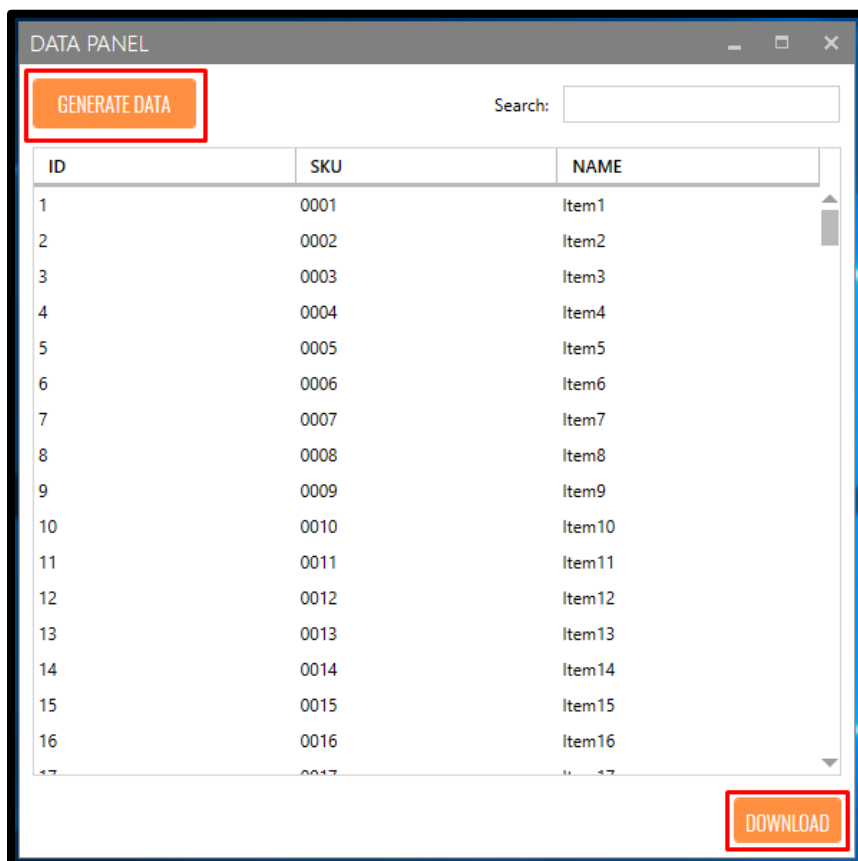 DATA PANEL
GENERATE DATA Search:
ID SKU NAME
1 0001 Item1
2 0002 Item2
3 0003 Item3
4 0004 Item4
5 0005 Item5
6 0006 Item6
7 0007 Item7
8 0008 Item8
9 0009 Item9
10 0010 Item10
11 0011 Item11
12 0012 Item12
13 0013 Item13
14 0014 Item14
15 0015 Item15
16 0016 Item16
17 0017 Item17
DOWNLOAD